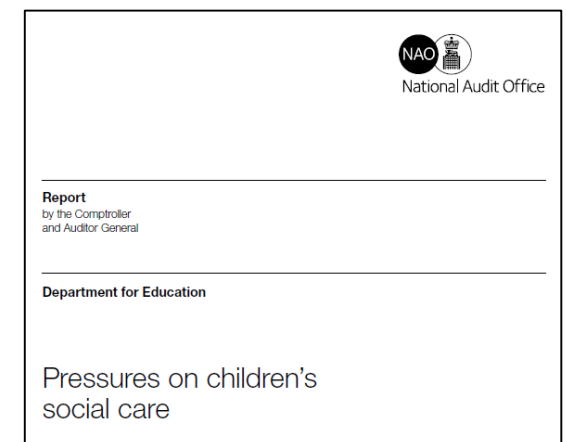 NAO
National Audit Office
Report
by the Comptroller
and Auditor General
Department for Education
Pressures on children's
social care